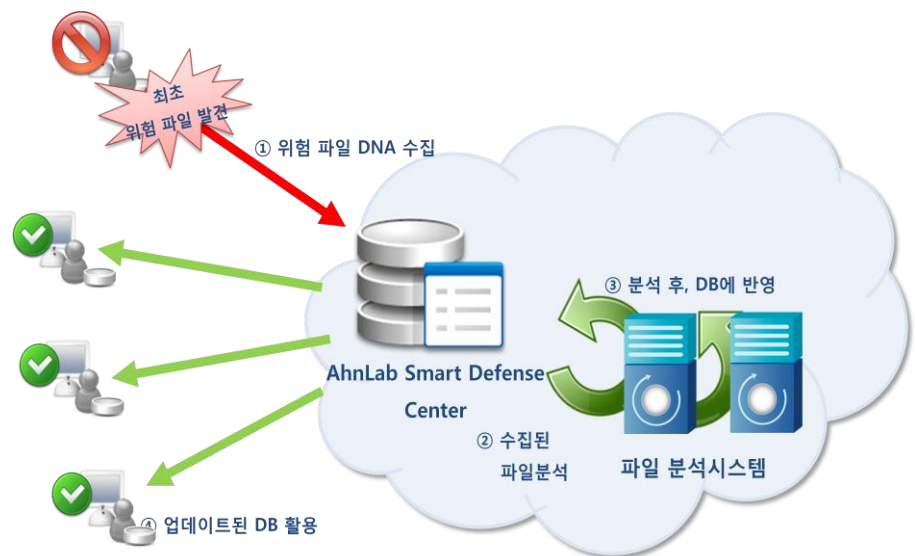 최초
위험 파일 발견
① 위험 파일 DNA 수집
③ 분석 후, DB에 반영
AhnLab Smart Defense
Center
② 수집된
파일분석
파일 분석시스템
④ 업데이트된 DB 활용